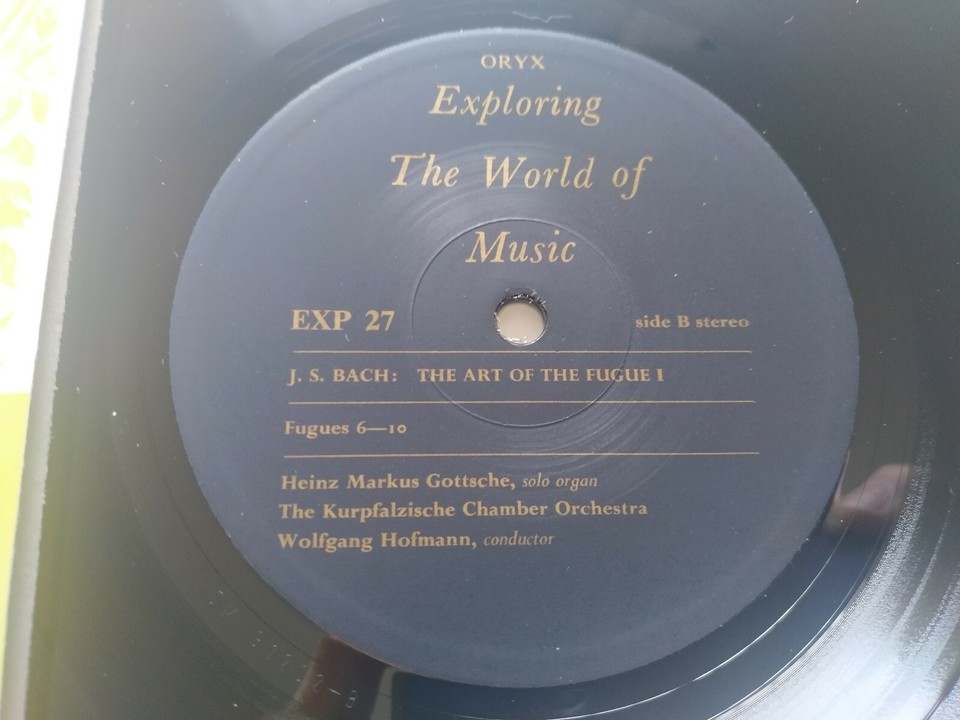 ORYX
Exploring
The World of
Music
EXP 27 side B stereo
J. S. BACH: THE ART OF THE FUGUE I
Fugues 6—10
Heinz Markus Gottsche, solo organ
The Kurpfalzische Chamber Orchestra
Wolfgang Hofmann, conductor